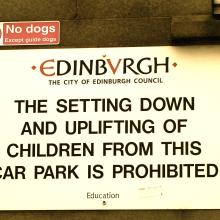 No dogs
Except guide dogs
EDINBVRGH
THE CITY OF EDINBURGH COUNCIL
THE SETTING DOWN
AND UPLIFTING OF
CHILDREN FROM THIS
CAR PARK IS PROHIBITED
Education